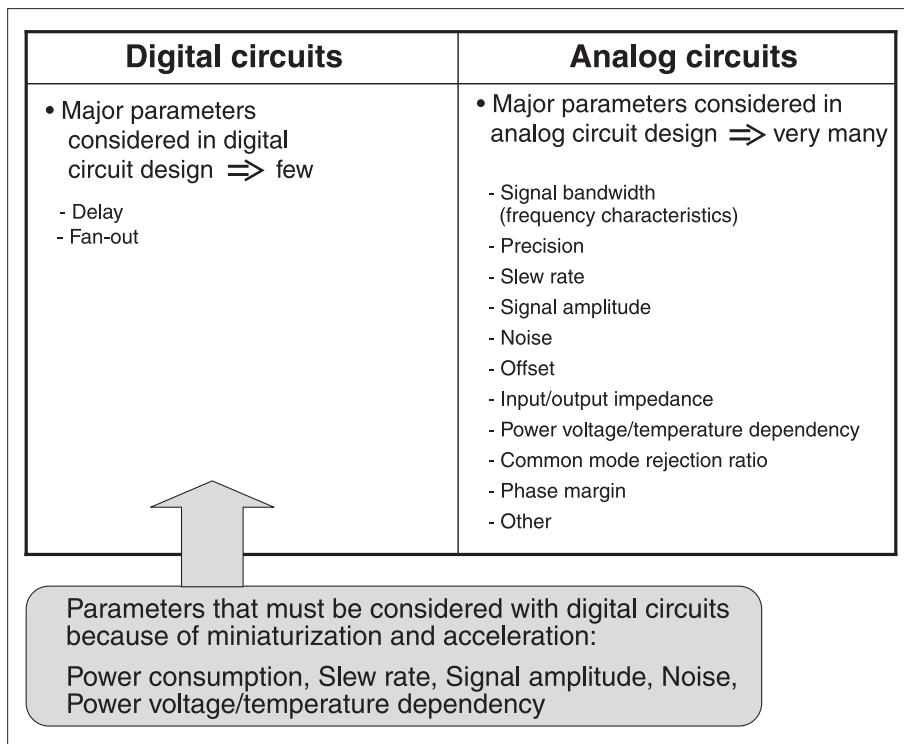 Digital circuits
• Major parameters
considered in digital
circuit design ⇒ few
- Delay
- Fan-out
Analog circuits
• Major parameters considered in
analog circuit design ⇒ very many
- Signal bandwidth
(frequency characteristics)
- Precision
- Slew rate
- Signal amplitude
- Noise
- Offset
- Input/output impedance
- Power voltage/temperature dependency
- Common mode rejection ratio
- Phase margin
- Other
Parameters that must be considered with digital circuits
because of miniaturization and acceleration:
Power consumption, Slew rate, Signal amplitude, Noise,
Power voltage/temperature dependency